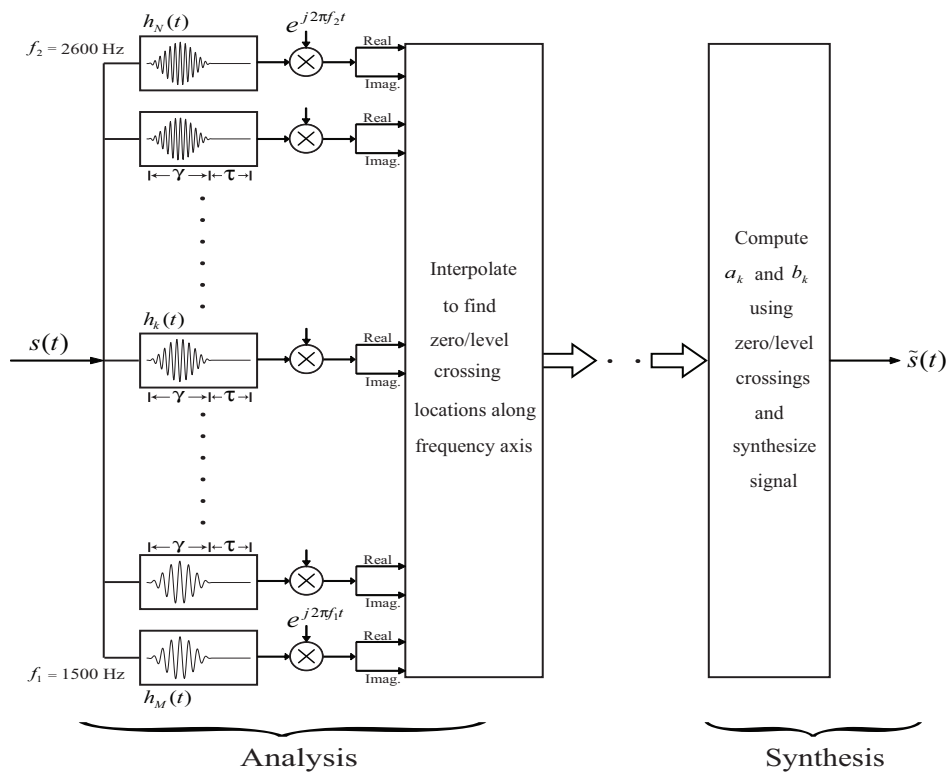 h_N(t)
e^{j2πf_2t}
f_2 = 2600 Hz
Real
Imag.
Real
Imag.
γ τ
h_k(t)
s(t)
Real
Imag.
γ τ
Interpolate
to find
zero/level
crossing
locations along
frequency axis
γ τ
Real
Imag.
e^{j2πf_1t}
Real
Imag.
f_1 = 1500 Hz
h_M(t)
Compute
a_k and b_k
using
zero/level
crossings
and
synthesize
signal
s̃(t)
Analysis
Synthesis